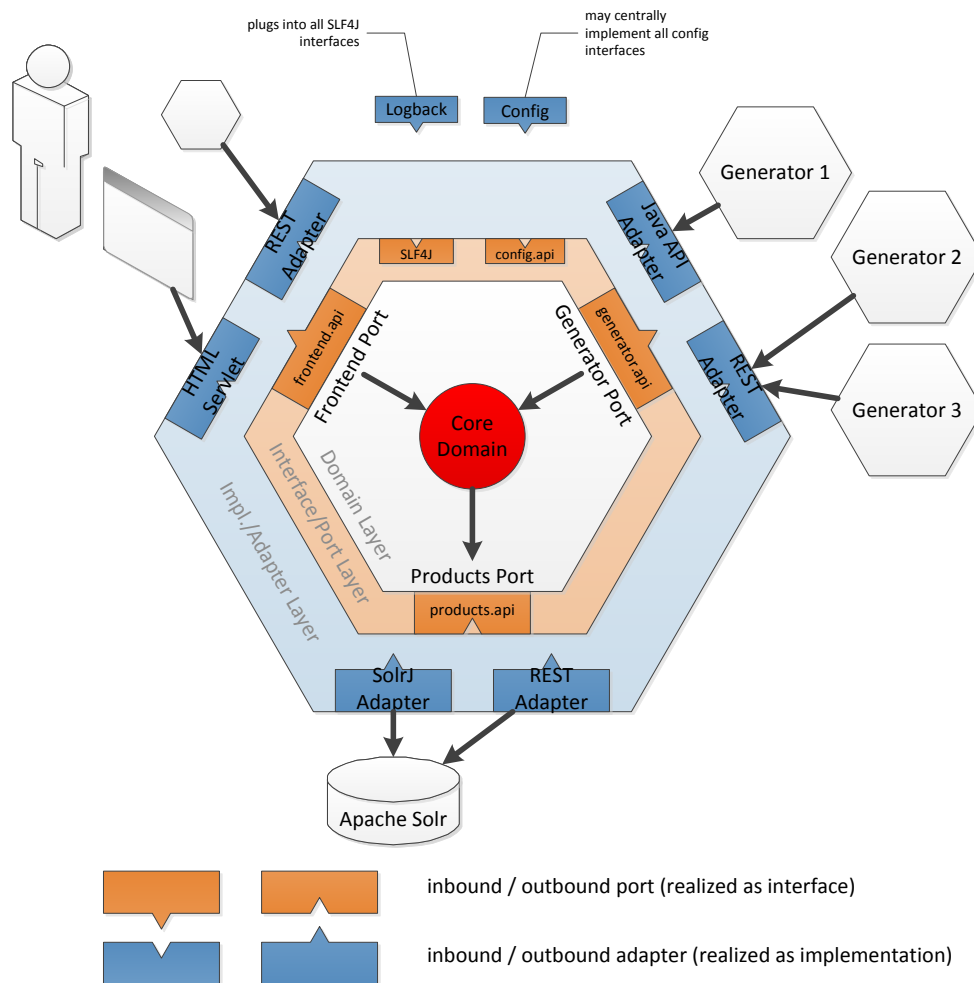 plugs into all SLF4J
interfaces
may centrally
implement all config
interfaces
Logback
Config
Generator 1
REST
Adapter
Java API
Adapter
SLF4J
config.api
Generator 2
frontend.api
Frontend Port
generator.api
Generator Port
HTML
Servlet
REST
Adapter
Generator 3
Core
Domain
Domain Layer
Interface/Port Layer
Impl./Adapter Layer
Products Port
products.api
SolrJ
Adapter
REST
Adapter
Apache Solr
inbound / outbound port (realized as interface)
inbound / outbound adapter (realized as implementation)